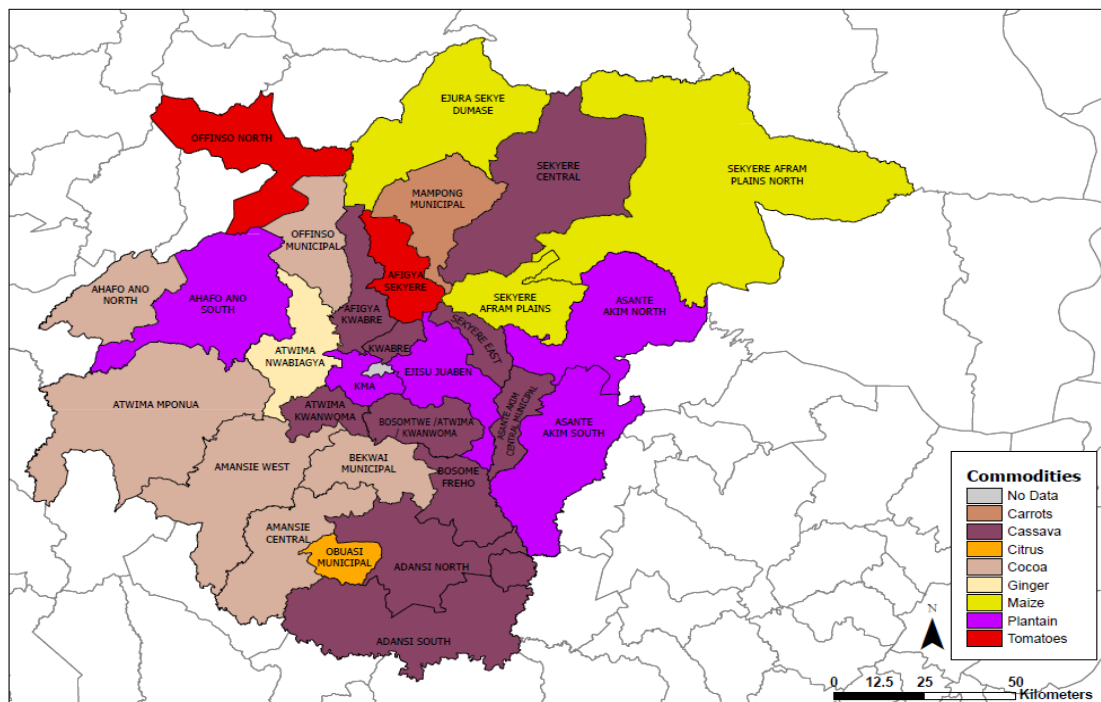 EJURA SEKYE
DUMASE
OFFINSO NORTH
SEKYERE
CENTRAL
SEKYERE AFRAM
PLAINS NORTH
MAMPONG
MUNICIPAL
OFFINSO
MUNICIPAL
AFIGYA
SEKYERE
AHAFO ANO
NORTH
AHAFO ANO
SOUTH
SEKYERE
AFRAM PLAINS
ASANTE
AKIM NORTH
AFIGYA
KWABRE
SEKYERE EAST
KWABRE
ATWIMA
NWABIAGYA
EJISU JUABEN
KMA
ATWIMA MPONUA
ATWIMA
KWANWOMA
BOSOMTWE /ATWIMA
/ KWANWOMA
ASANTE AKIM
CENTRAL MUNICIPAL
ASANTE
AKIM SOUTH
AMANSIE WEST
BEKWAI
MUNICIPAL
BOSOME
FREHO
AMANSIE
CENTRAL
OBUASI
MUNICIPAL
ADANSI NORTH
ADANSI SOUTH
Commodities
No Data
Carrots
Cassava
Citrus
Cocoa
Ginger
Maize
Plantain
Tomatoes
N
0 12.5 25 50
Kilometers